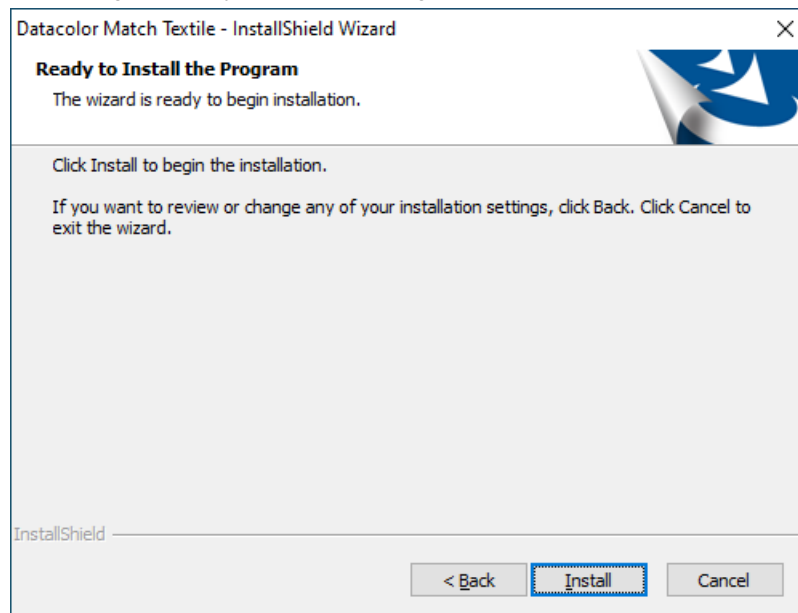 Datacolor Match Textile - InstallShield Wizard
Ready to Install the Program
The wizard is ready to begin installation.
Click Install to begin the installation.
If you want to review or change any of your installation settings, click Back. Click Cancel to
exit the wizard.
InstallShield
< Back
Install
Cancel